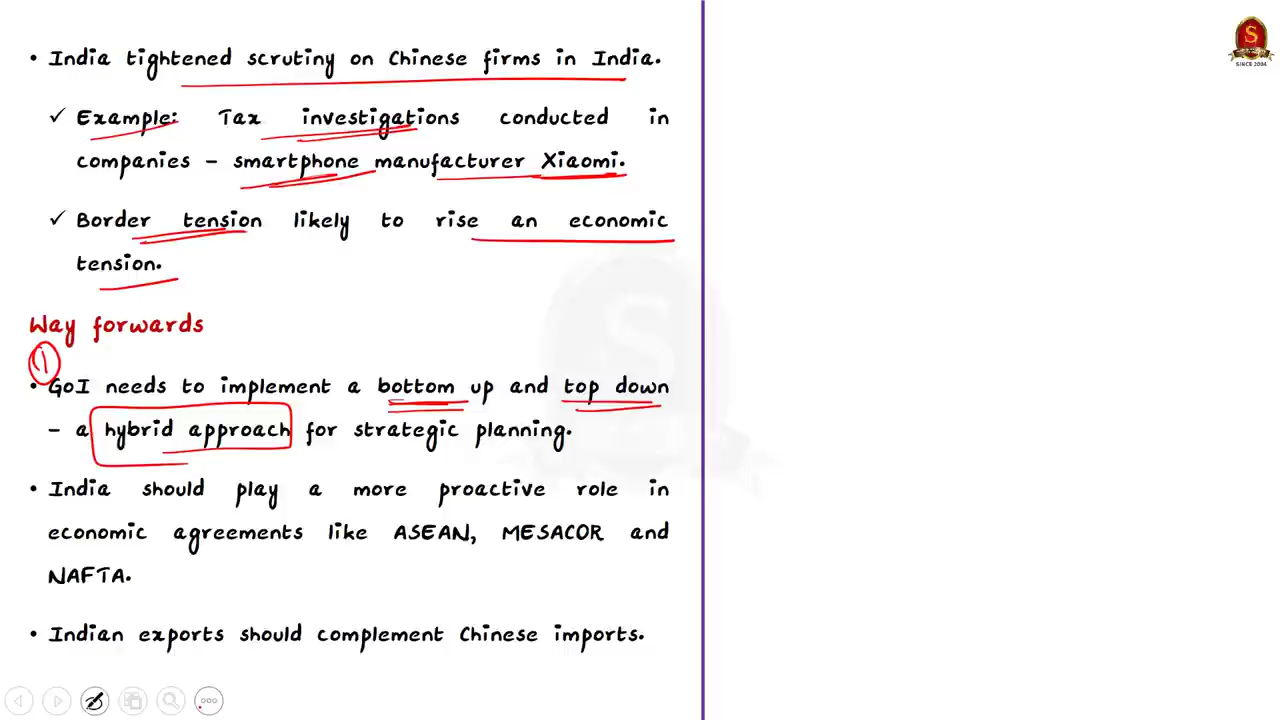 • India tightened scrutiny on Chinese firms in India.
✓ Example: Tax investigations conducted in
companies - smartphone manufacturer Xiaomi.
✓ Border tension likely to rise an economic
tension.
Way forwards
1
• GoI needs to implement a bottom up and top down
- a hybrid approach for strategic planning.
• India should play a more proactive role in
economic agreements like ASEAN, MESACOR and
NAFTA.
• Indian exports should complement Chinese imports.
S
SINCE 2004